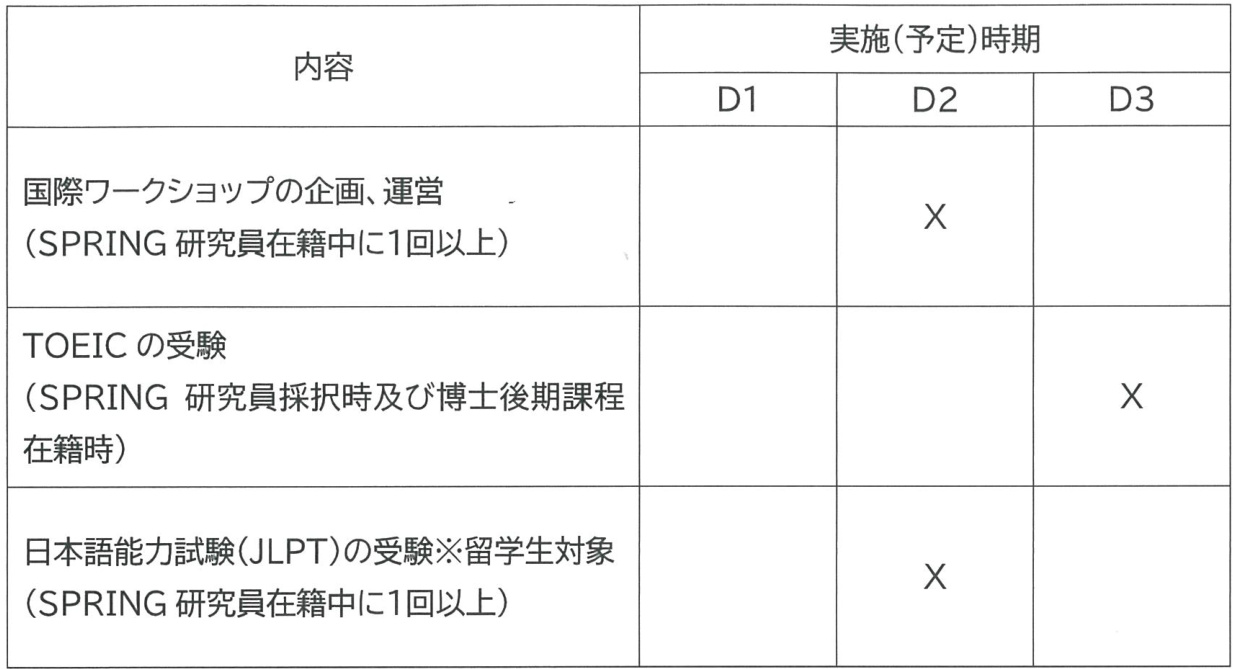 内容
実施(予定)時期
D1 D2 D3
国際ワークショップの企画、運営
(SPRING 研究員在籍中に1回以上)
X
TOEIC の受験
(SPRING 研究員採択時及び博士後期課程
在籍時)
X
日本語能力試験(JLPT)の受験※留学生対象
(SPRING 研究員在籍中に1回以上)
X